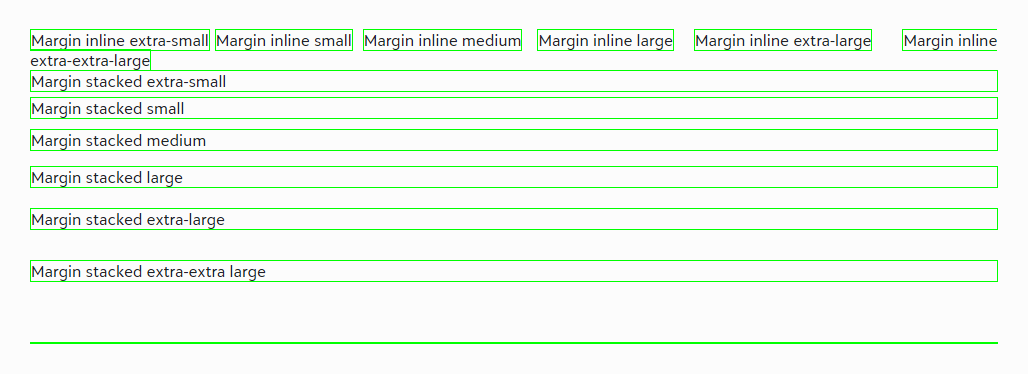 Margin inline extra-small Margin inline small Margin inline medium Margin inline large Margin inline extra-large Margin inline
extra-extra-large
Margin stacked extra-small
Margin stacked small
Margin stacked medium
Margin stacked large
Margin stacked extra-large
Margin stacked extra-extra large